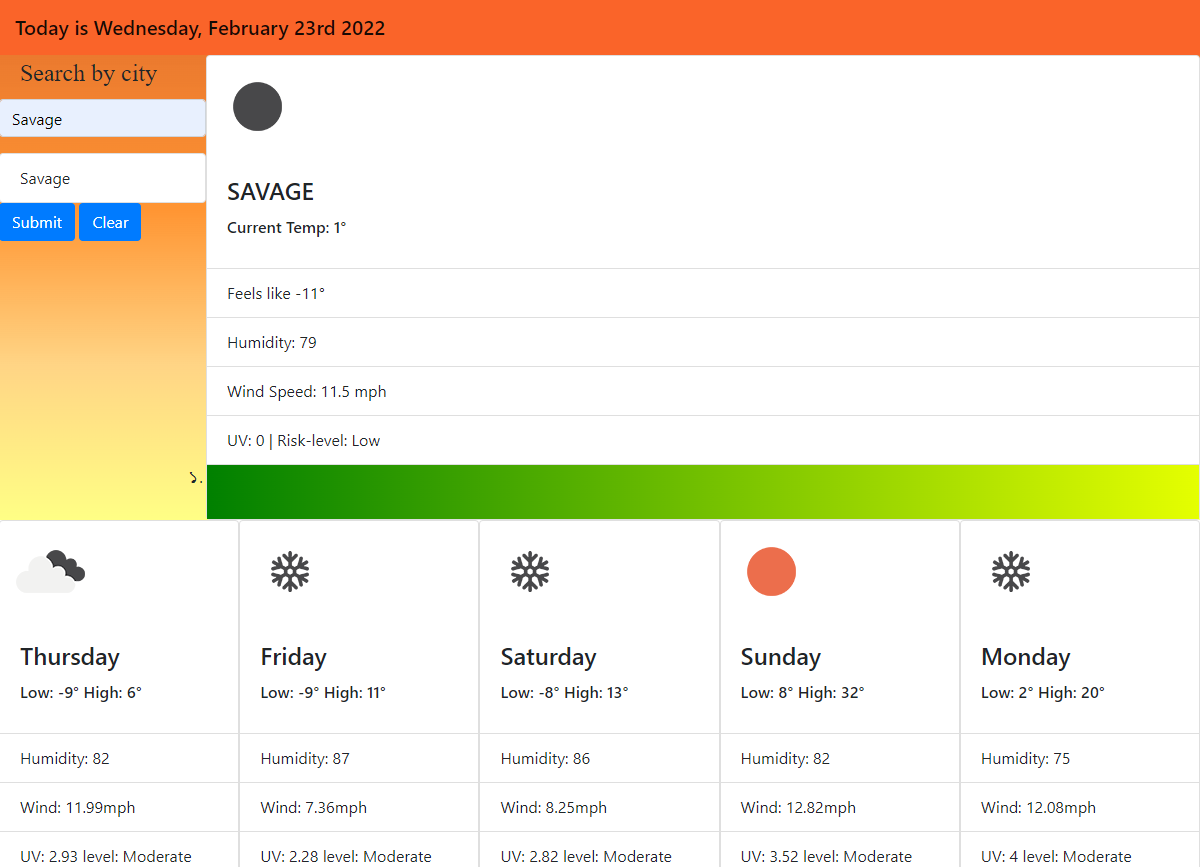 Today is Wednesday, February 23rd 2022
Search by city
Savage
Savage
Submit Clear
SAVAGE
Current Temp: 1°
Feels like -11°
Humidity: 79
Wind Speed: 11.5 mph
UV: 0 | Risk-level: Low
Thursday
Low: -9° High: 6°
Humidity: 82
Wind: 11.99mph
UV: 2.93 level: Moderate
Friday
Low: -9° High: 11°
Humidity: 87
Wind: 7.36mph
UV: 2.28 level: Moderate
Saturday
Low: -8° High: 13°
Humidity: 86
Wind: 8.25mph
UV: 2.82 level: Moderate
Sunday
Low: 8° High: 32°
Humidity: 82
Wind: 12.82mph
UV: 3.52 level: Moderate
Monday
Low: 2° High: 20°
Humidity: 75
Wind: 12.08mph
UV: 4 level: Moderate